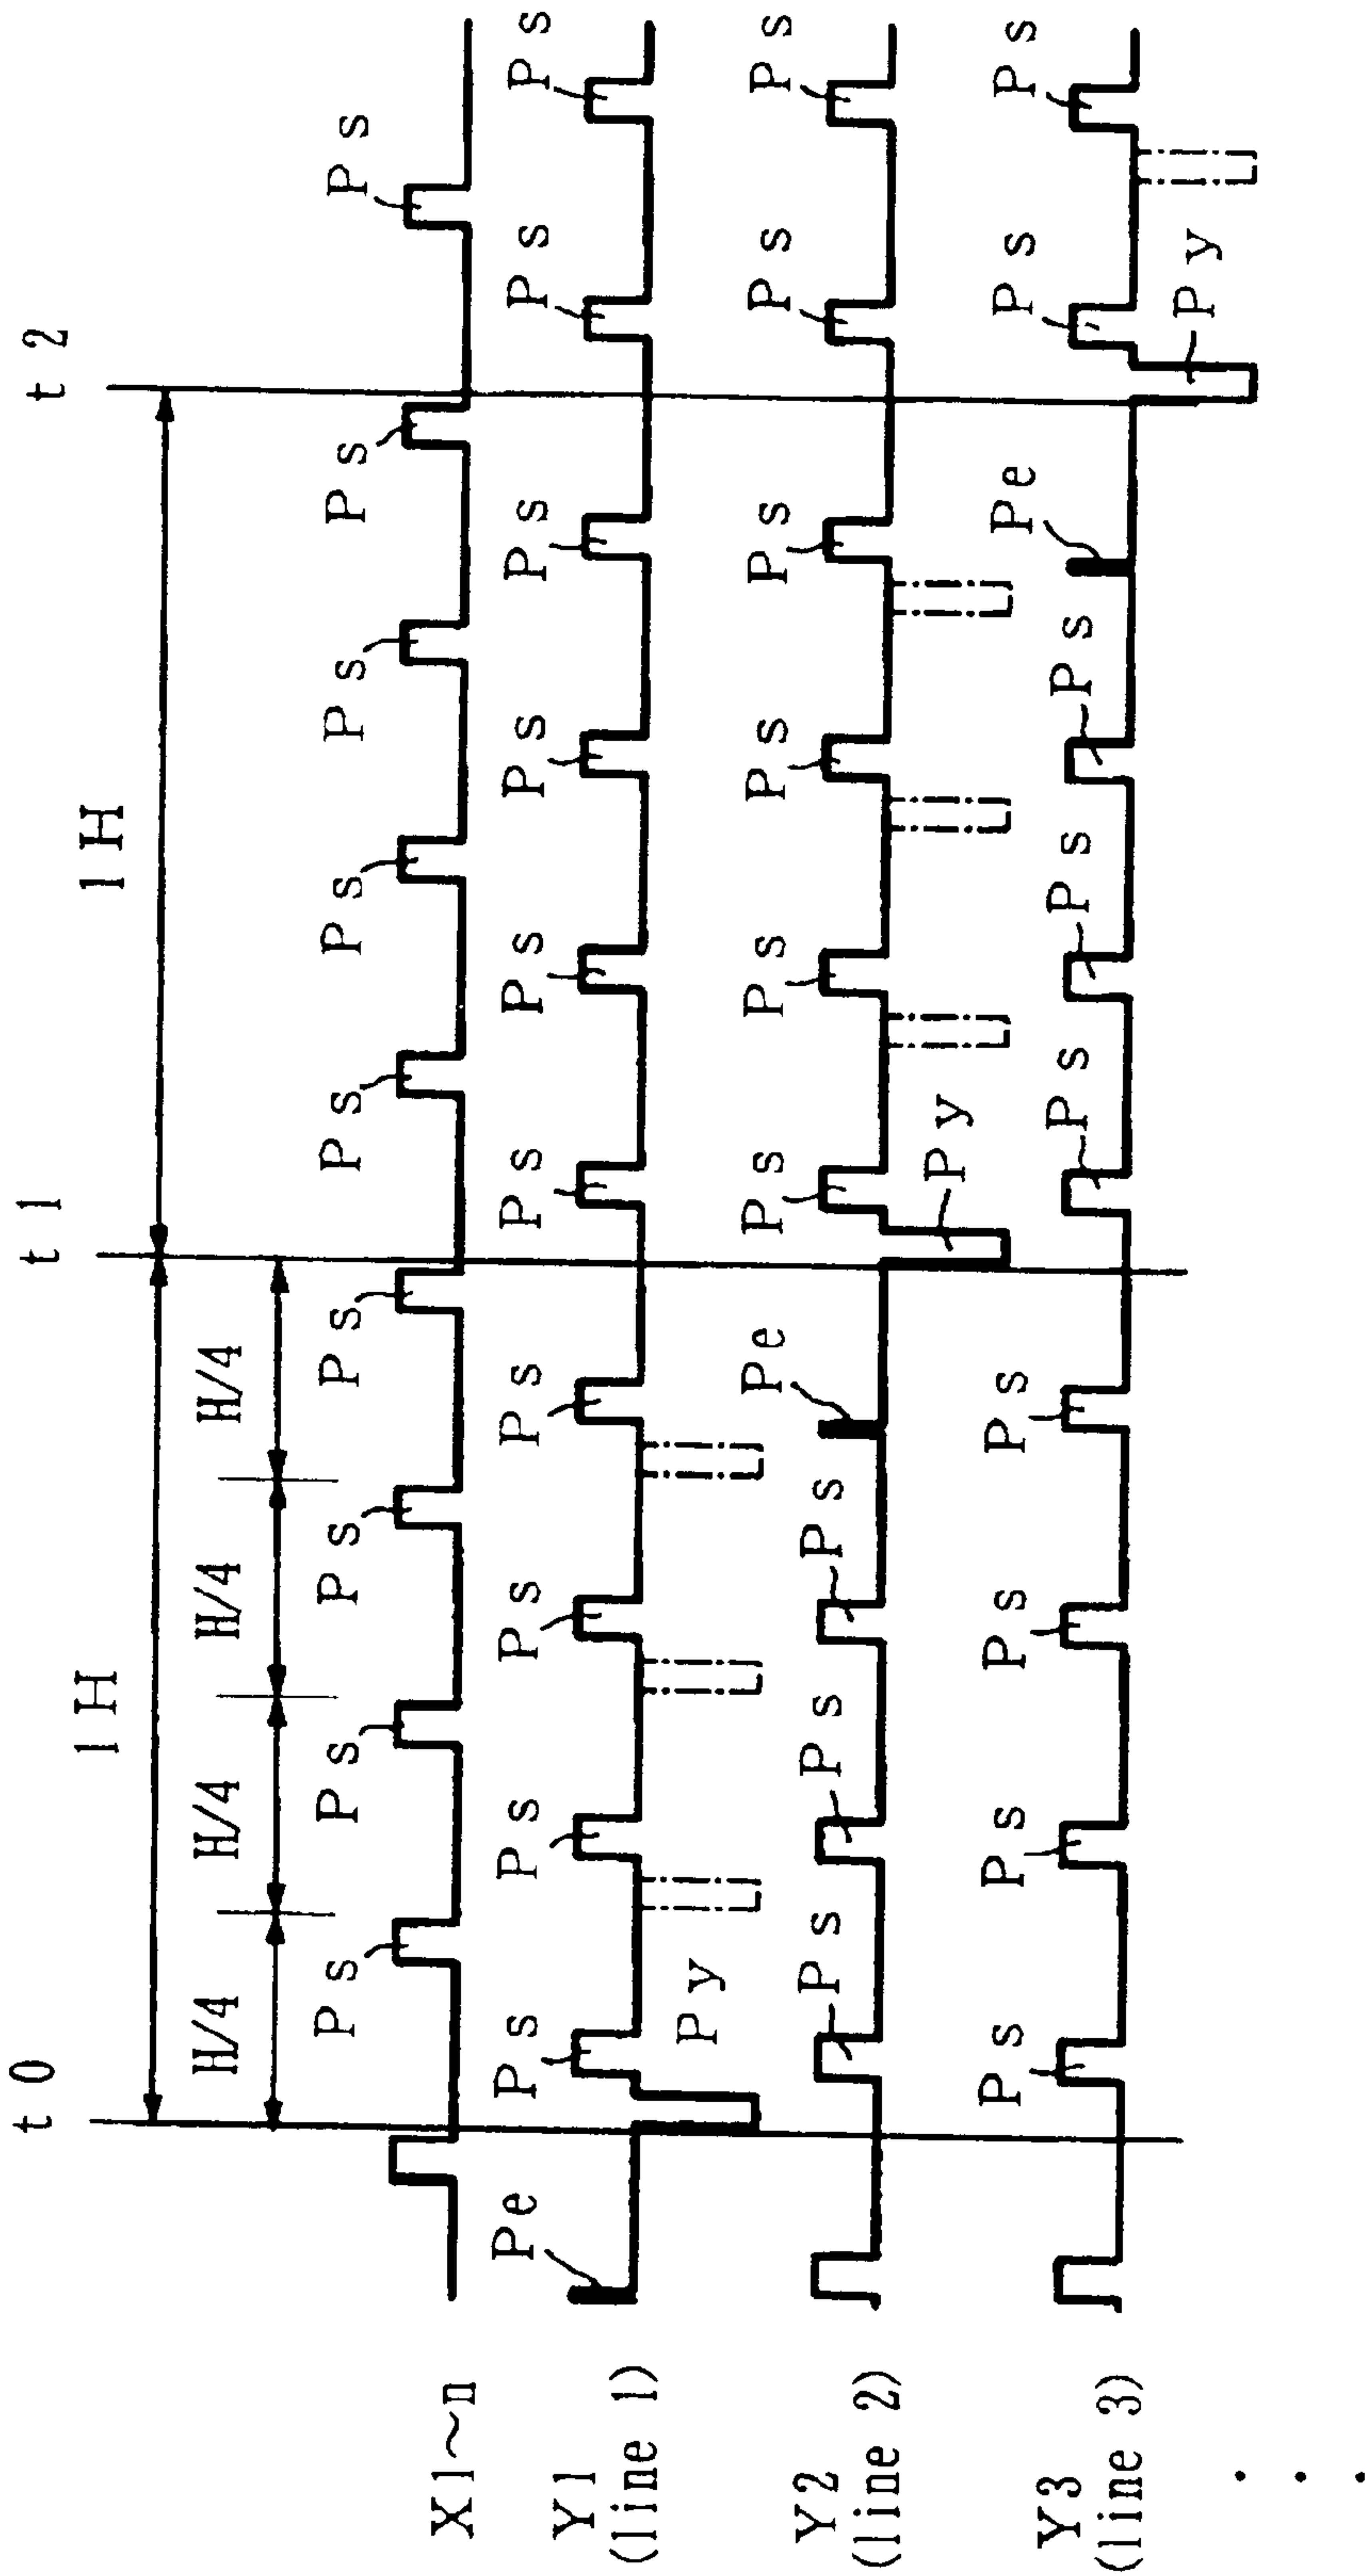 t0 t1 t2
1H 1H
H/4 H/4 H/4 H/4
X1~n Ps Ps Ps Ps Ps Ps Ps Ps Ps
Y1 Pe Ps Ps Ps Ps Ps Ps Ps Ps Ps Ps
(line 1) Py
Y2 Ps Ps Ps Pe Ps Ps Ps Ps Ps Ps
(line 2) Py
Y3 Ps Ps Ps Ps Ps Ps Ps Pe Ps Ps
(line 3) Py